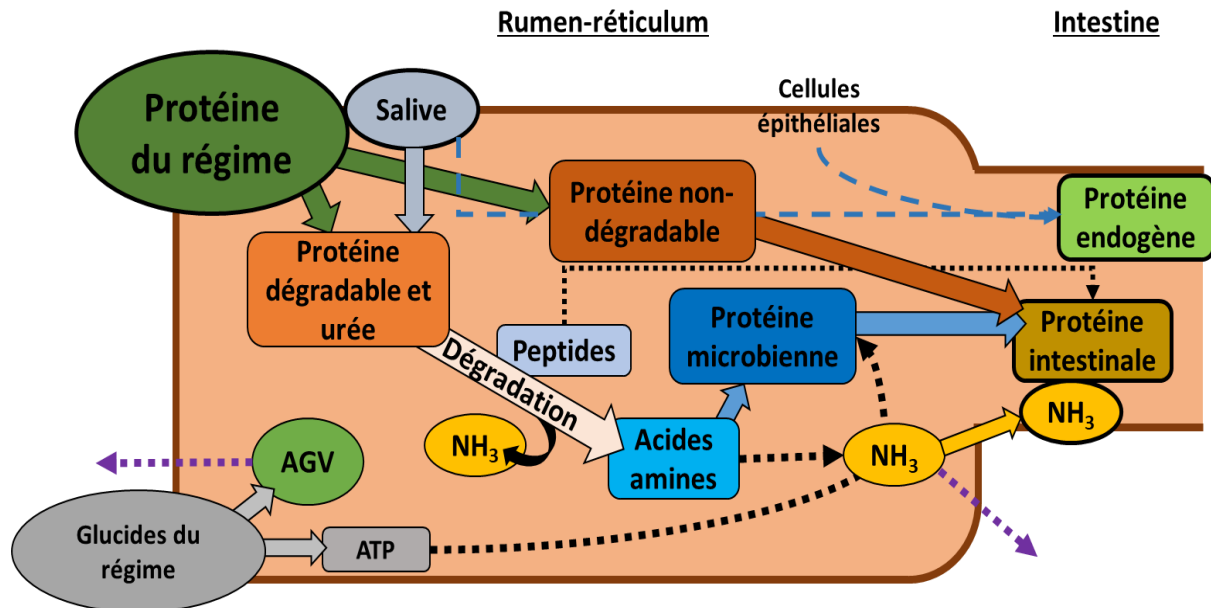 Rumen-réticulum
Intestine
Protéine
du régime
Salive
Cellules
épithéliales
Protéine non-
dégradable
Protéine
endogène
Protéine
dégradable et
urée
Peptides
Protéine
microbienne
Protéine
intestinale
Dégradation
NH3
AGV
NH3
Acides
amines
NH3
Glucides du
régime
ATP